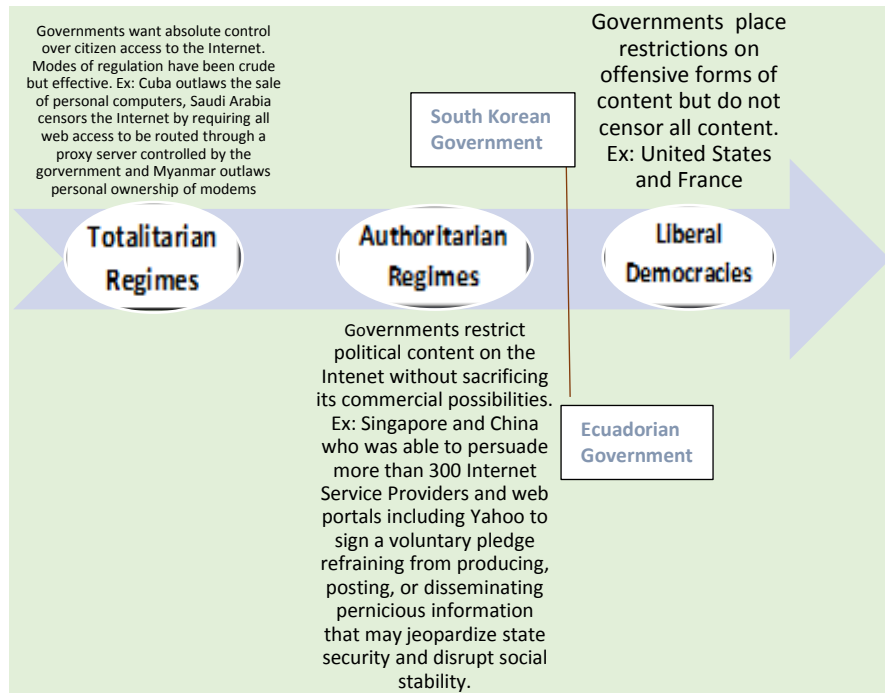 Governments want absolute control
over citizen access to the Internet.
Modes of regulation have been crude
but effective. Ex: Cuba outlaws the sale
of personal computers, Saudi Arabia
censors the Internet by requiring all
web access to be routed through a
proxy server controlled by the
gorvernment and Myanmar outlaws
personal ownership of modems
South Korean
Government
Governments place
restrictions on
offensive forms of
content but do not
censor all content.
Ex: United States
and France
Totalitarian
Regimes
Authoritarian
Regimes
Liberal
Democracies
Governments restrict
political content on the
Intenet without sacrificing
its commercial possibilities.
Ex: Singapore and China
who was able to persuade
more than 300 Internet
Service Providers and web
portals including Yahoo to
sign a voluntary pledge
refraining from producing,
posting, or disseminating
pernicious information
that may jeopardize state
security and disrupt social
stability.
Ecuadorian
Government